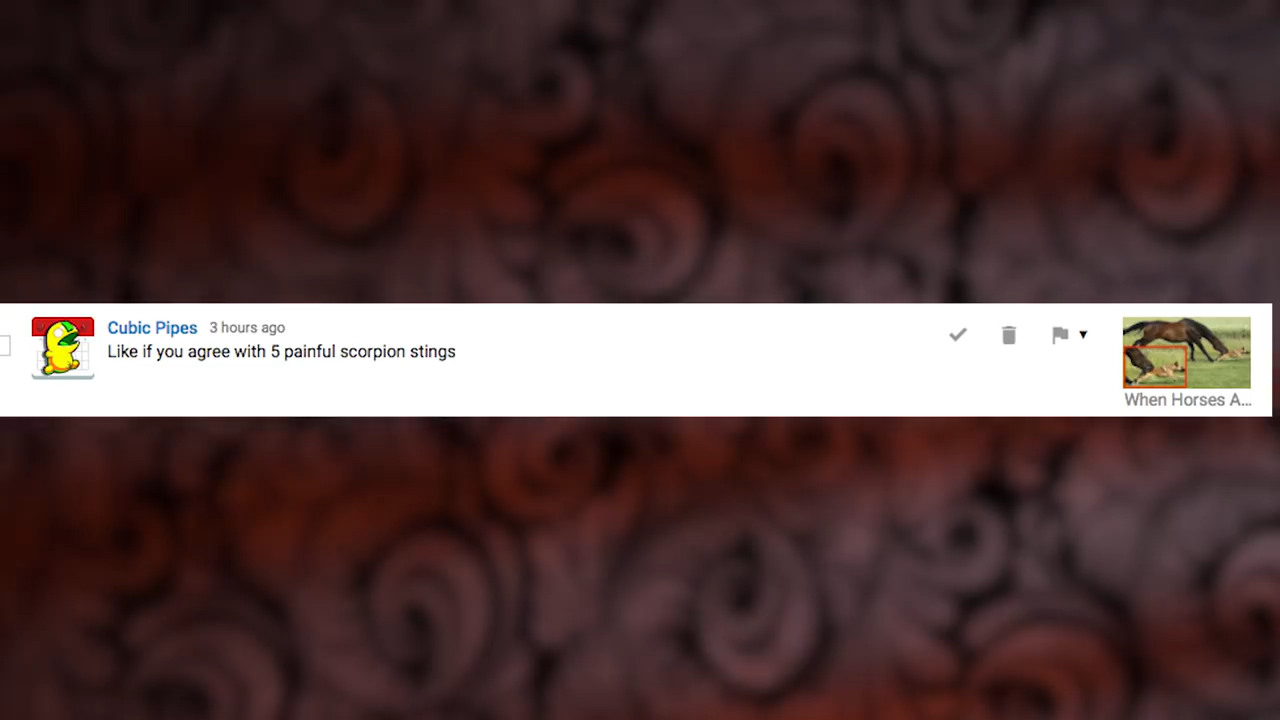 Cubic Pipes 3 hours ago
Like if you agree with 5 painful scorpion stings
When Horses A...